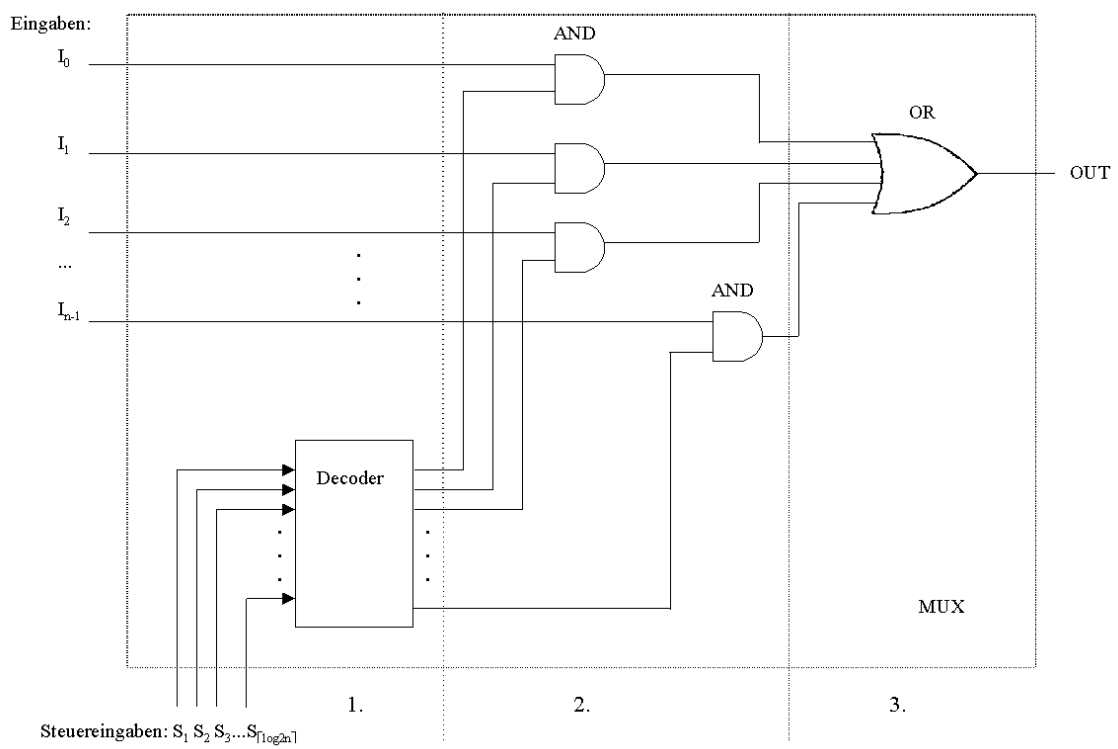 Eingaben:
AND
I0
OR
I1
OUT
I2
...
AND
In-1
Decoder
MUX
1.
2.
3.
Steuereingaben: S1 S2 S3...S⌈log2n⌉